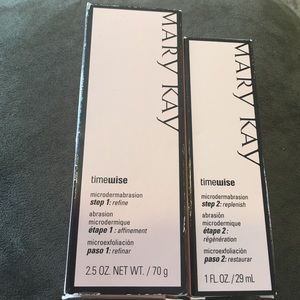 MARY KAY
timewise
microdermabrasion
step 1: refine
abrasion
microdermique
étape 1: affinement
microexfoliación
paso 1: refinar
2.5 OZ. NET WT. / 70 g
MARY KAY
timewise
microdermabrasion
step 2: replenish
abrasión
microdermique
étape 2:
régénération
microexfoliación
paso 2: restaurar
1 FL. OZ. / 29 mL